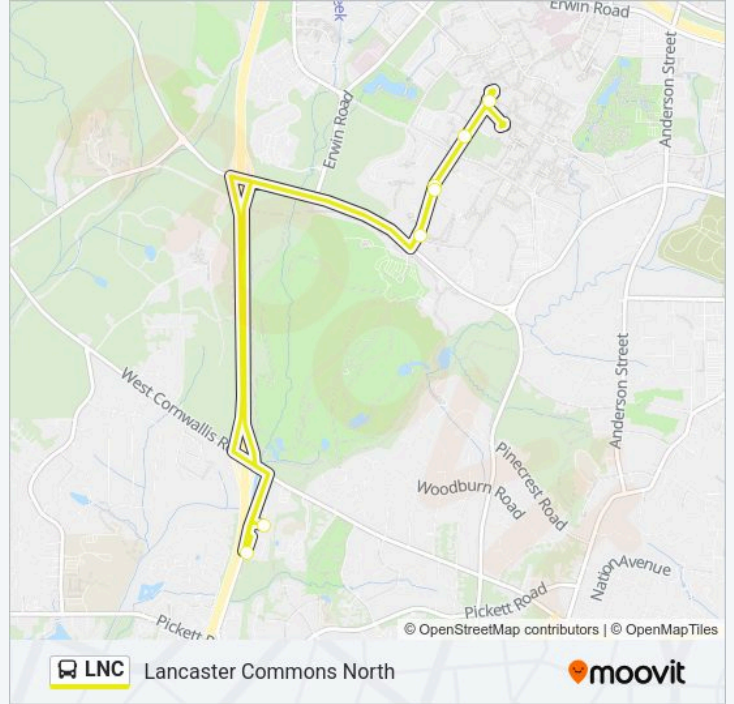 Erwin Road
eek
Anderson Street
Erwin Road
West Cornwallis R
Anderson Street
Pinecrest Road
Woodburn Road
Nation Avenue
Pickett Road
Pickett R
© OpenStreetMap contributors | © OpenMapTiles
LNC Lancaster Commons North
moovit